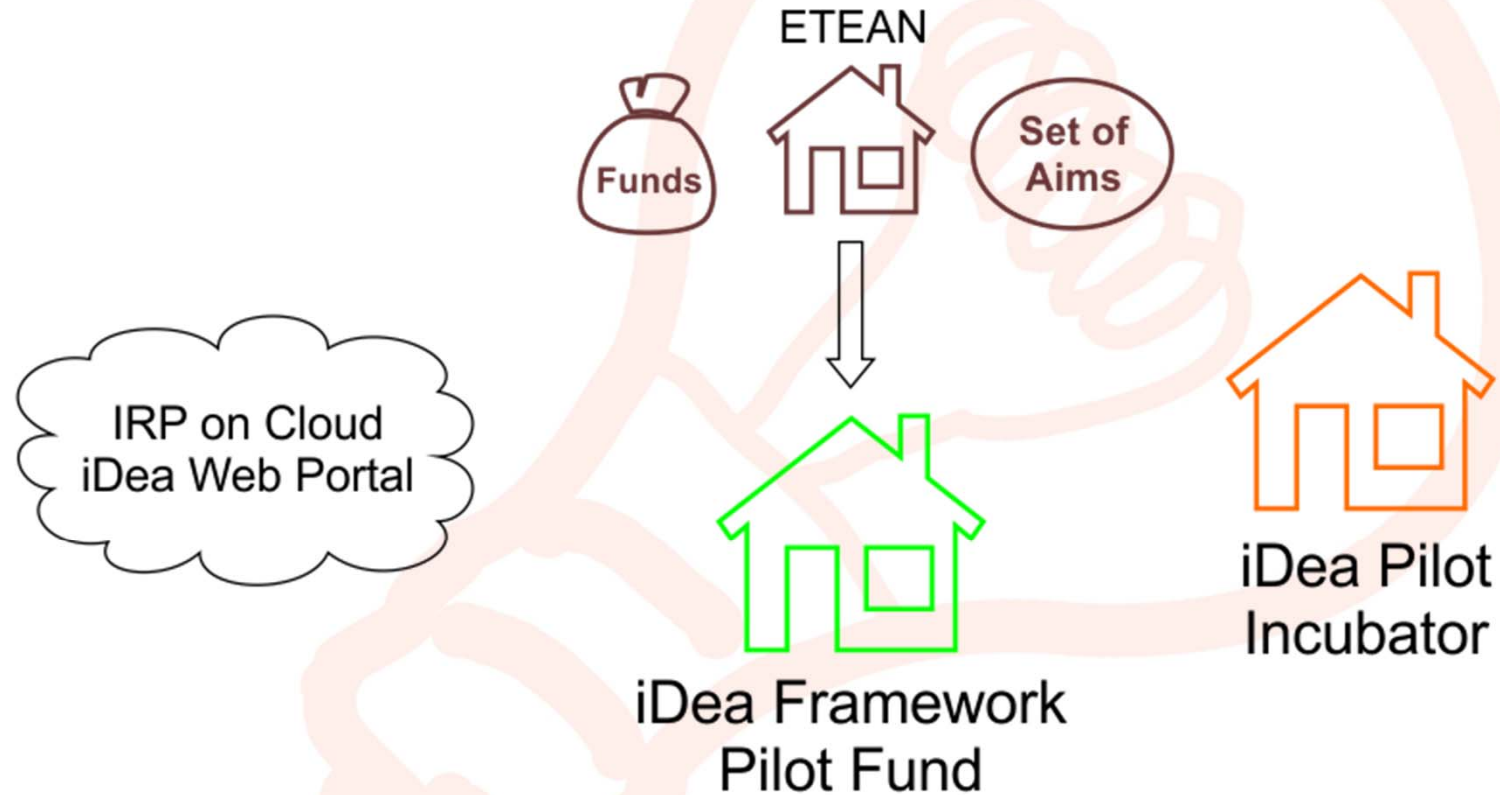 ETEAN
Funds
Set of
Aims
IRP on Cloud
iDea Web Portal
iDea Pilot
Incubator
iDea Framework
Pilot Fund